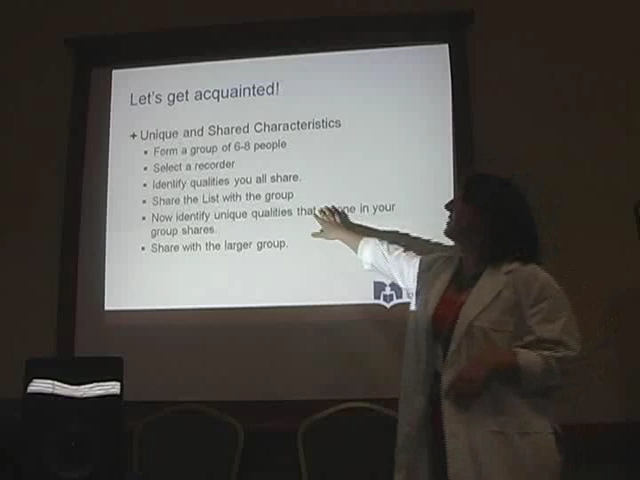 Let's get acquainted!
+ Unique and Shared Characteristics
▪ Form a group of 6-8 people
▪ Select a recorder
▪ Identify qualities you all share.
▪ Share the List with the group
▪ Now identify unique qualities that one in your
group shares.
▪ Share with the larger group.